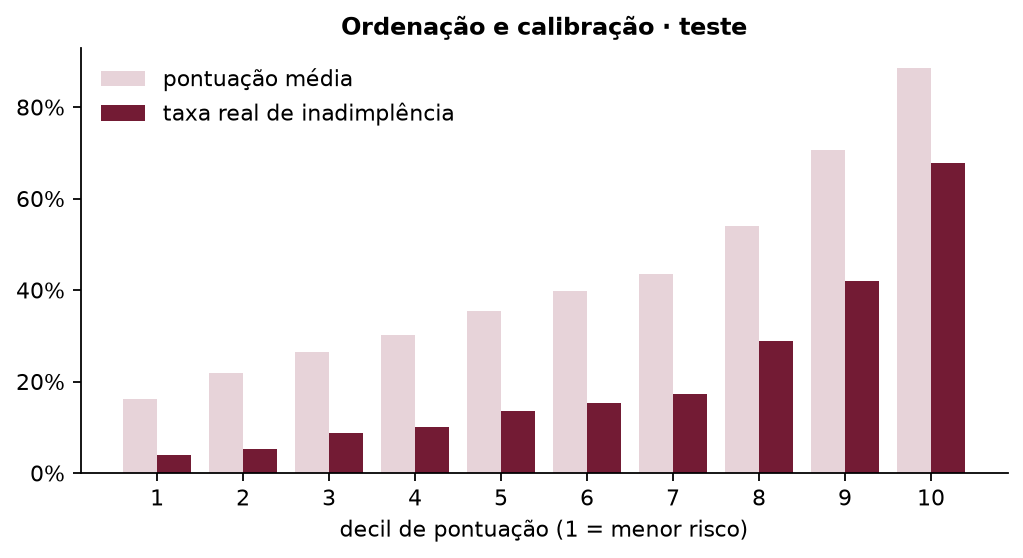 Ordenação e calibração · teste
pontuação média
taxa real de inadimplência
80%
60%
40%
20%
0%
1 2 3 4 5 6 7 8 9 10
decil de pontuação (1 = menor risco)